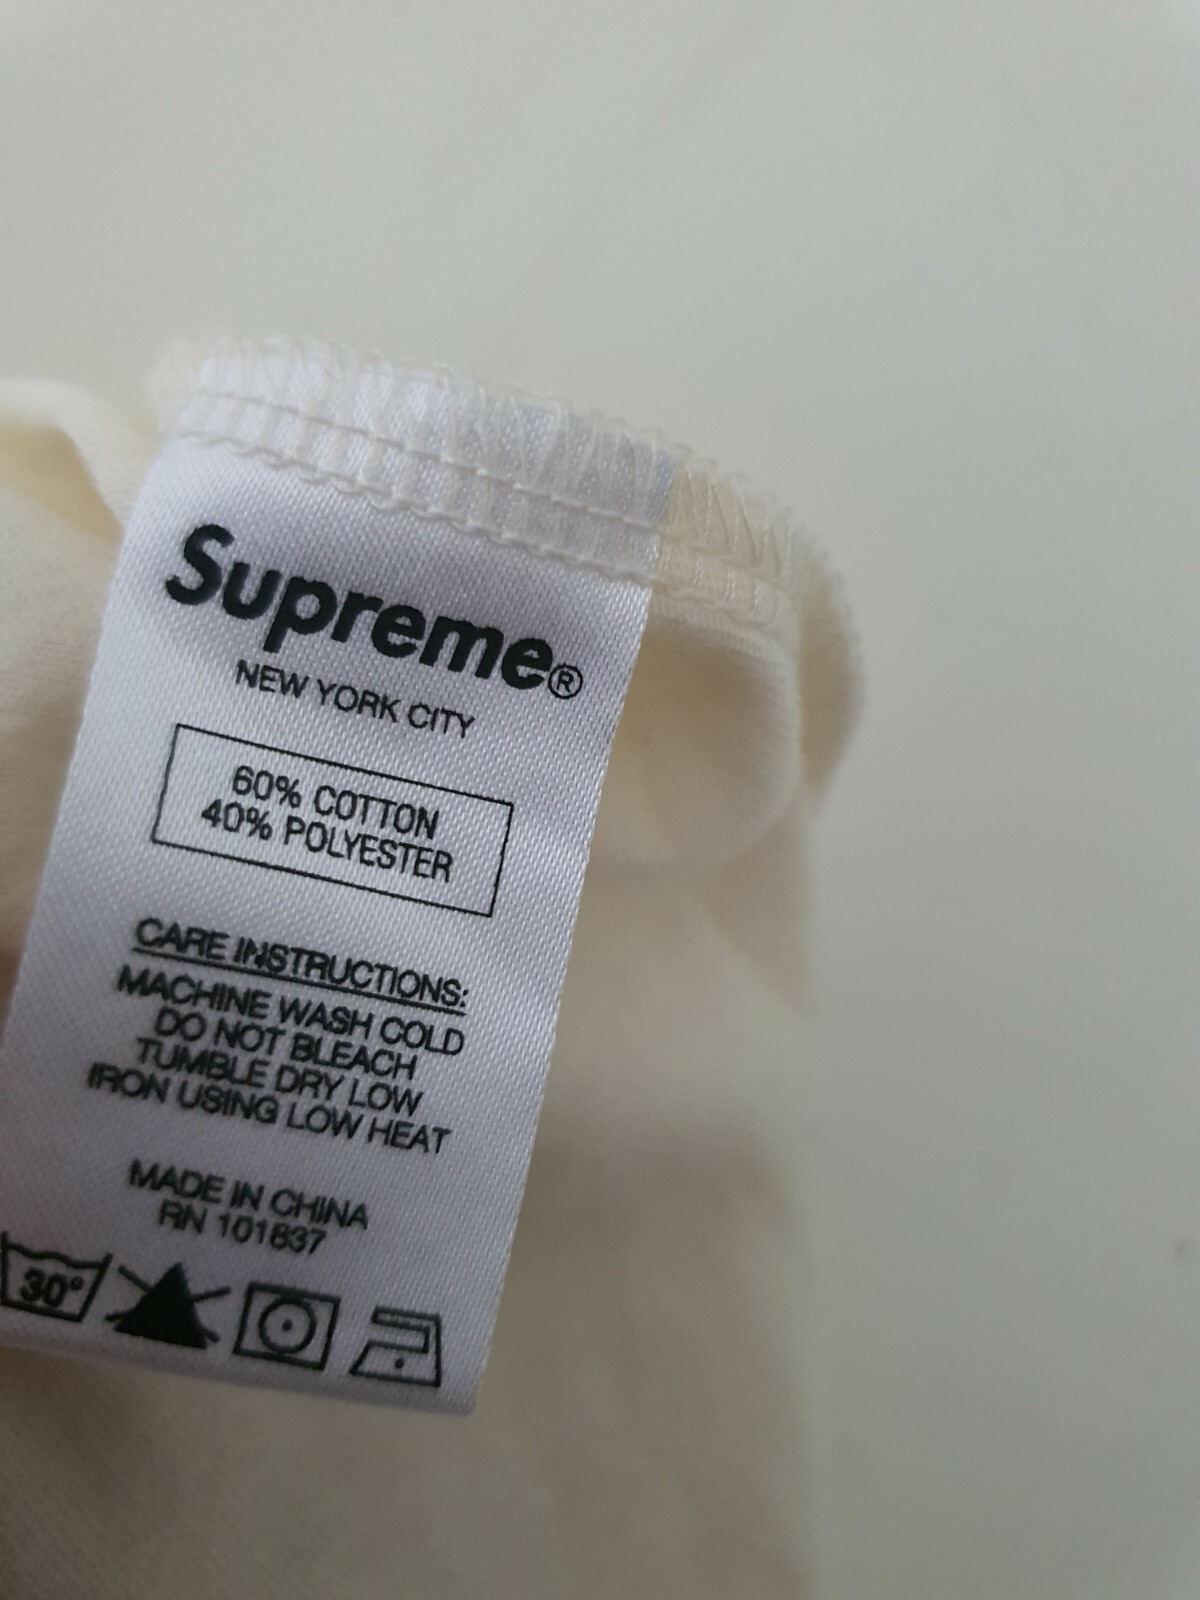 Supreme®
NEW YORK CITY
60% COTTON
40% POLYESTER
CARE INSTRUCTIONS:
MACHINE WASH COLD
DO NOT BLEACH
TUMBLE DRY LOW
IRON USING LOW HEAT
MADE IN CHINA
RN 101837
30°